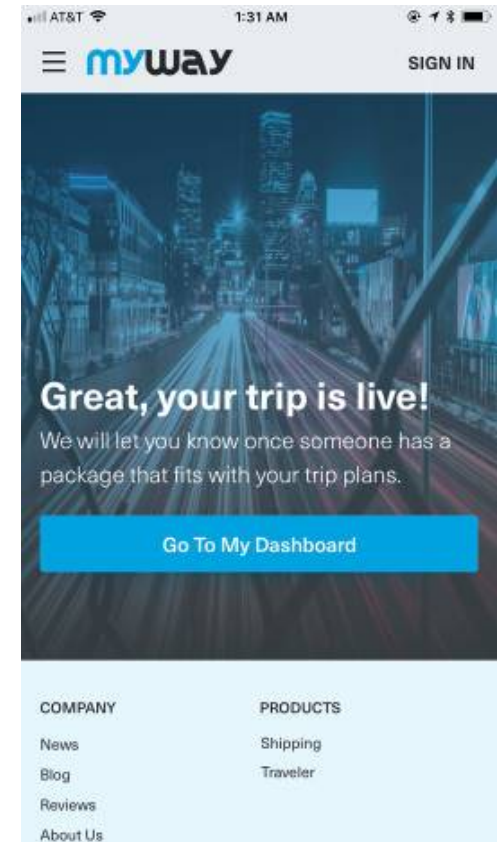 AT&T 1:31 AM
myway SIGN IN
Great, your trip is live!
We will let you know once someone has a
package that fits with your trip plans.
Go To My Dashboard
COMPANY PRODUCTS
News Shipping
Blog Traveler
Reviews
About Us